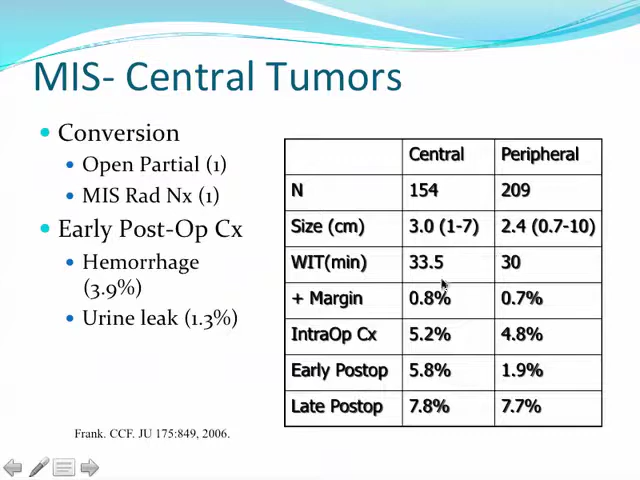 MIS- Central Tumors
Conversion
Open Partial (1)
MIS Rad Nx (1)
Early Post-Op Cx
Hemorrhage
(3.9%)
Urine leak (1.3%)
Central Peripheral
N 154 209
Size (cm) 3.0 (1-7) 2.4 (0.7-10)
WIT(min) 33.5 30
+ Margin 0.8% 0.7%
IntraOp Cx 5.2% 4.8%
Early Postop 5.8% 1.9%
Late Postop 7.8% 7.7%
Frank. CCF. JU 175:849, 2006.